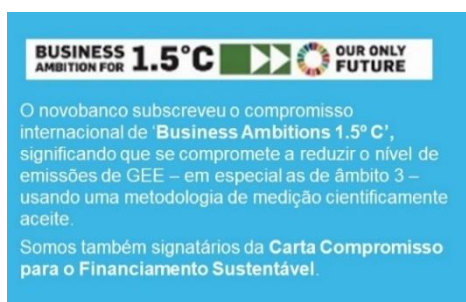 BUSINESS
AMBITION FOR 1.5°C
OUR ONLY
FUTURE
O novobanco subscreveu o compromisso
internacional de 'Business Ambitions 1.5º C',
significando que se compromete a reduzir o nível de
emissões de GEE – em especial as de âmbito 3 –
usando uma metodologia de medição cientificamente
aceite.
Somos também signatários da Carta Compromisso
para o Financiamento Sustentável.